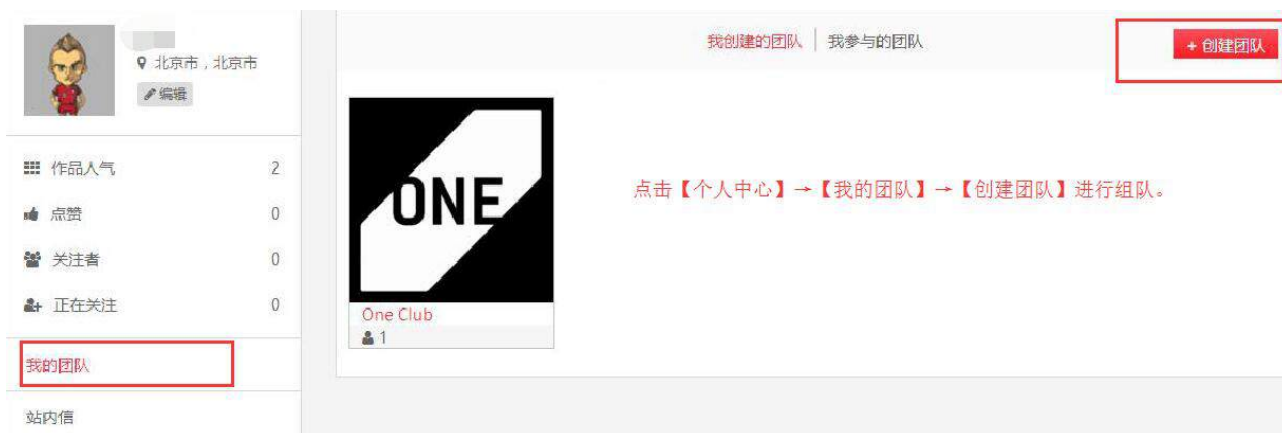 北京市，北京市
编辑
作品人气 2
点赞 0
关注者 0
正在关注 0
我的团队
站内信
我创建的团队 | 我参与的团队
+ 创建团队
ONE
One Club
1
点击【个人中心】→【我的团队】→【创建团队】进行组队。